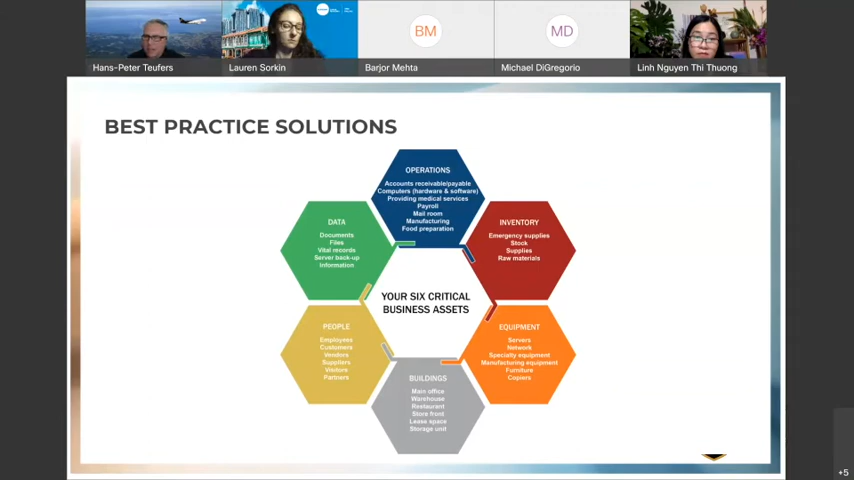 BM
MD
Hans-Peter Teufers
Lauren Sorkin
Barjor Mehta
Michael DiGregorio
Linh Nguyen Thi Thuong
BEST PRACTICE SOLUTIONS
OPERATIONS
Accounts receivable/payable
Computers (hardware & software)
Providing medical services
Payroll
Mail room
Manufacturing
Food preparation
DATA
Documents
Files
Vital records
Server back-up
Information
INVENTORY
Emergency supplies
Stock
Supplies
Raw materials
YOUR SIX CRITICAL
BUSINESS ASSETS
PEOPLE
Employees
Customers
Vendors
Suppliers
Visitors
Partners
EQUIPMENT
Servers
Network
Specialty equipment
Manufacturing equipment
Furniture
Copiers
BUILDINGS
Main office
Warehouse
Restaurant
Store front
Lease space
Storage unit
+5